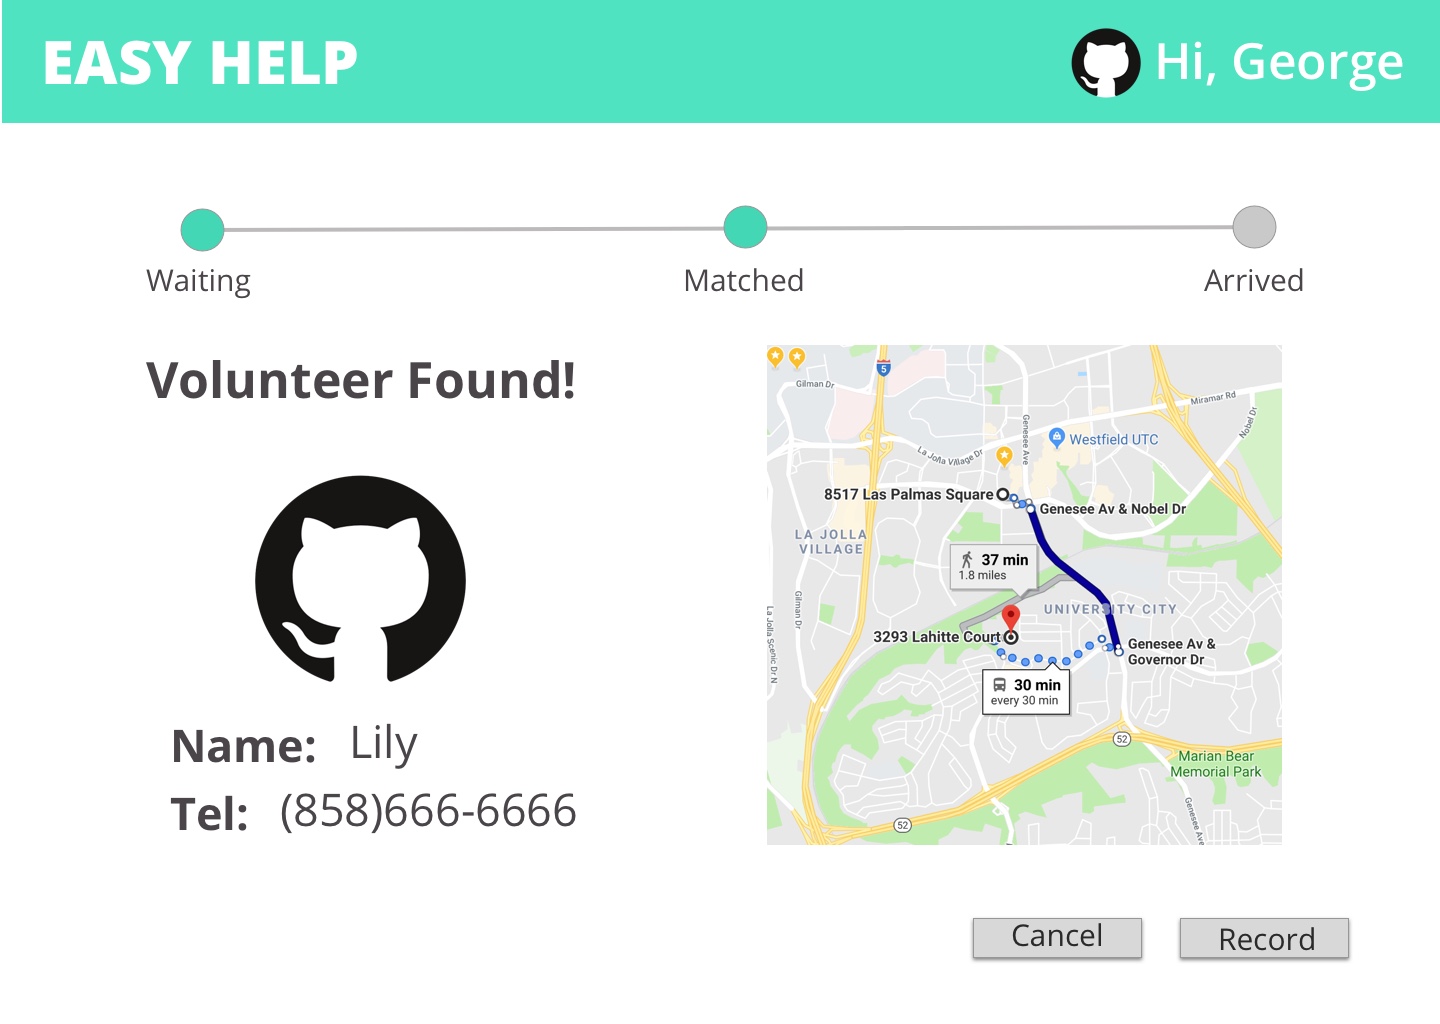 EASY HELP
Hi, George
Waiting
Matched
Arrived
Volunteer Found!
Name: Lily
Tel: (858)666-6666
Gilman Dr
5
Miramar Rd
Nobel Dr
Genesee Ave
Westfield UTC
La Jolla Village Dr
8517 Las Palmas Square
Genesee Av & Nobel Dr
LA JOLLA
VILLAGE
37 min
1.8 miles
Gilman Dr
La Jolla Scenic Dr N
UNIVERSITY CITY
3293 Lahitte Court
Genesee Av &
Governor Dr
30 min
every 30 min
52
Marian Bear
Memorial Park
52
Genesee Ave
Cancel
Record